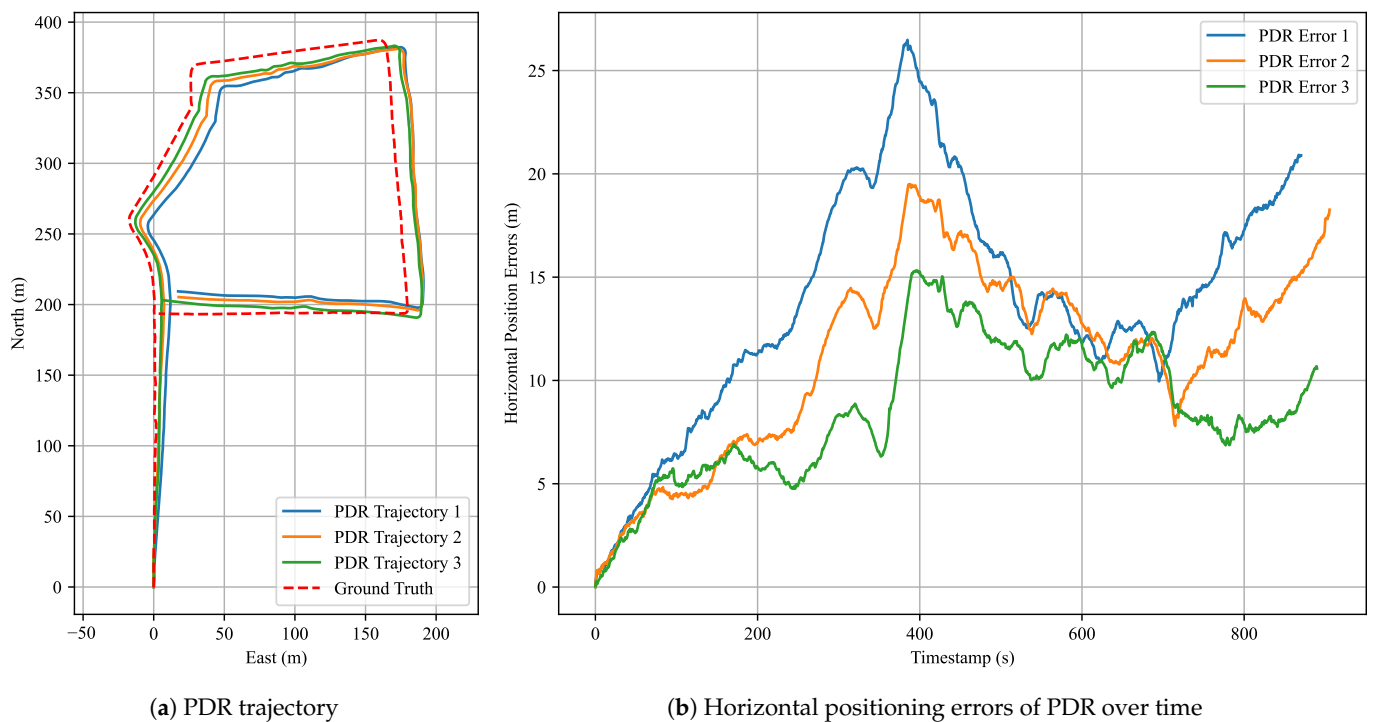 400
350
300
250
200
150
100
50
0
North (m)
−50 0 50 100 150 200
East (m)
PDR Trajectory 1
PDR Trajectory 2
PDR Trajectory 3
Ground Truth
(a) PDR trajectory
25
20
15
10
5
0
Horizontal Position Errors (m)
0 200 400 600 800
Timestamp (s)
PDR Error 1
PDR Error 2
PDR Error 3
(b) Horizontal positioning errors of PDR over time